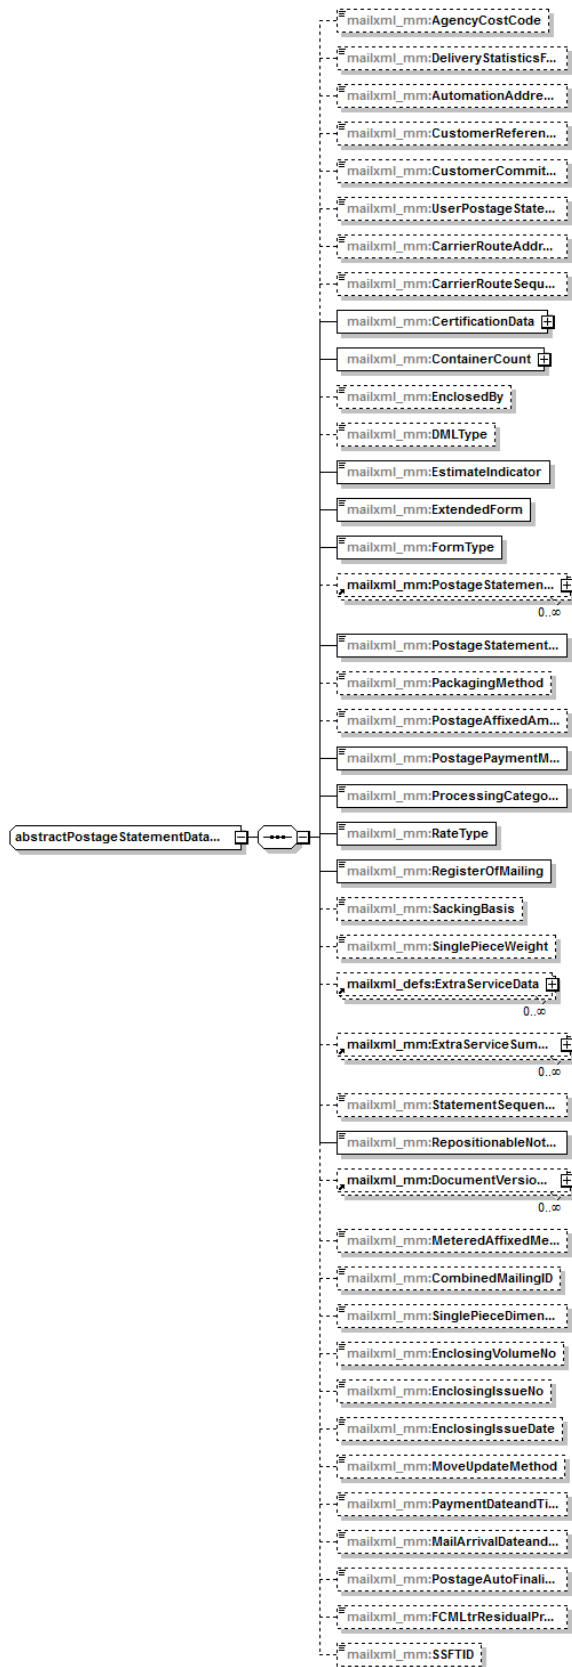 mailxml_mm:AgencyCostCode
mailxml_mm:DeliveryStatisticsF...
mailxml_mm:AutomationAddre...
mailxml_mm:CustomerReferen...
mailxml_mm:CustomerCommit...
mailxml_mm:UserPostageState...
mailxml_mm:CarrierRouteAddr...
mailxml_mm:CarrierRouteSequ...
mailxml_mm:CertificationData
mailxml_mm:ContainerCount
mailxml_mm:EnclosedBy
mailxml_mm:DMLType
mailxml_mm:EstimateIndicator
mailxml_mm:ExtendedForm
mailxml_mm:FormType
mailxml_mm:PostageStatemen...
0..∞
mailxml_mm:PostageStatement...
mailxml_mm:PackagingMethod
mailxml_mm:PostageAffixedAm...
mailxml_mm:PostagePaymentM...
mailxml_mm:ProcessingCatego...
abstractPostageStatementData...
mailxml_mm:RateType
mailxml_mm:RegisterOfMailing
mailxml_mm:SackingBasis
mailxml_mm:SinglePieceWeight
mailxml_defs:ExtraServiceData
0..∞
mailxml_mm:ExtraServiceSum...
0..∞
mailxml_mm:StatementSequen...
mailxml_mm:RepositionableNot...
mailxml_mm:DocumentVersio...
0..∞
mailxml_mm:MeteredAffixedMe...
mailxml_mm:CombinedMailingID
mailxml_mm:SinglePieceDimen...
mailxml_mm:EnclosingVolumeNo
mailxml_mm:EnclosingIssueNo
mailxml_mm:EnclosingIssueDate
mailxml_mm:MoveUpdateMethod
mailxml_mm:PaymentDateandTi...
mailxml_mm:MailArrivalDateand...
mailxml_mm:PostageAutoFinali...
mailxml_mm:FCMLtrResidualPr...
mailxml_mm:SSFTID